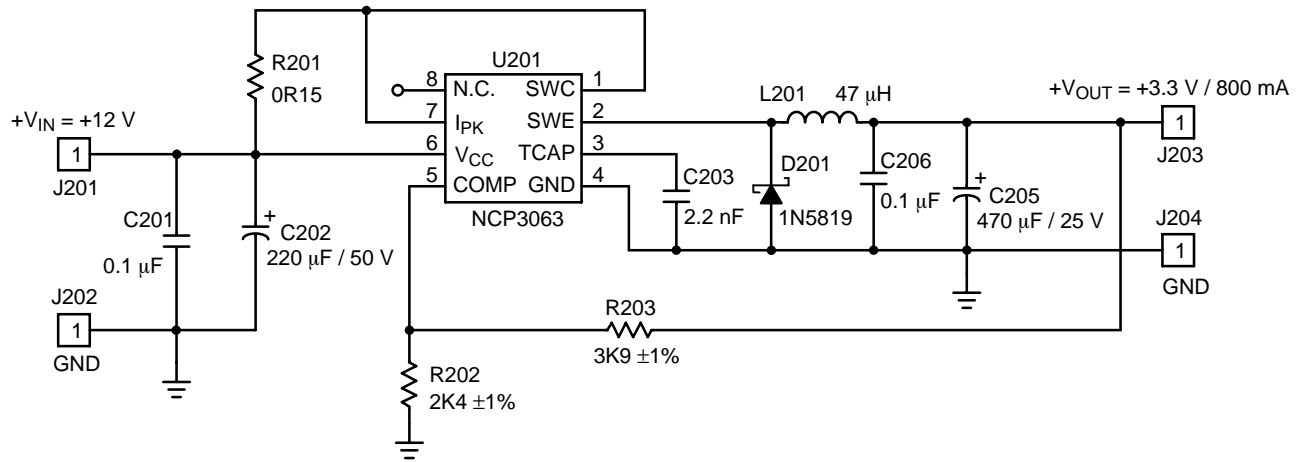 R201
0R15
+VIN = +12 V
1
J201
C201
0.1 μF
C202
+
220 μF / 50 V
J202
1
GND
U201
8 N.C. SWC 1
7 IPK SWE 2
6 VCC TCAP 3
5 COMP GND 4
NCP3063
C203
2.2 nF
L201 47 μH
D201
1N5819
C206
0.1 μF
+
C205
470 μF / 25 V
+VOUT = +3.3 V / 800 mA
1
J203
J204
1
GND
R203
3K9 ±1%
R202
2K4 ±1%